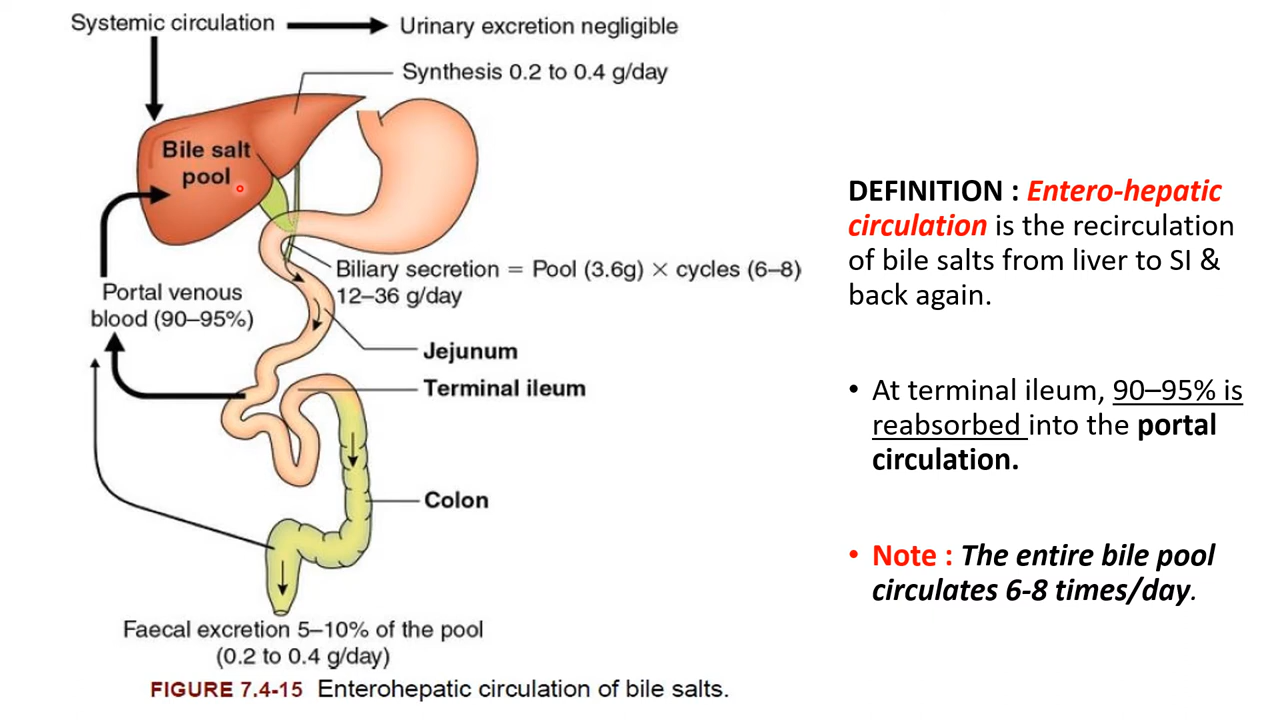 Systemic circulation
Urinary excretion negligible
Synthesis 0.2 to 0.4 g/day
Bile salt
pool
Biliary secretion = Pool (3.6g) × cycles (6–8)
12–36 g/day
Portal venous
blood (90–95%)
Jejunum
Terminal ileum
Colon
Faecal excretion 5–10% of the pool
(0.2 to 0.4 g/day)
FIGURE 7.4-15 Enterohepatic circulation of bile salts.
DEFINITION : Entero-hepatic
circulation is the recirculation
of bile salts from liver to SI &
back again.
• At terminal ileum, 90–95% is
reabsorbed into the portal
circulation.
• Note : The entire bile pool
circulates 6-8 times/day.